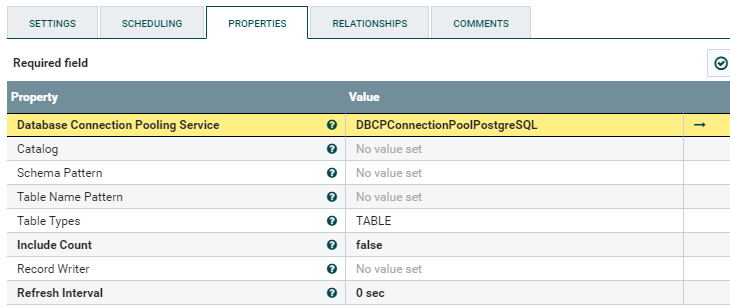 SETTINGS SCHEDULING PROPERTIES RELATIONSHIPS COMMENTS
Required field
Property Value
Database Connection Pooling Service DBCPConnectionPoolPostgreSQL
Catalog No value set
Schema Pattern No value set
Table Name Pattern No value set
Table Types TABLE
Include Count false
Record Writer No value set
Refresh Interval 0 sec